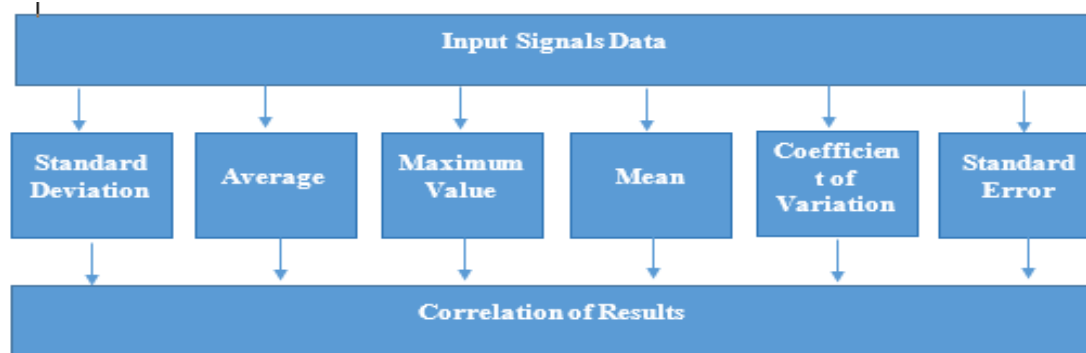 Input Signals Data
Standard
Deviation
Average
Maximum
Value
Mean
Coefficien
t of
Variation
Standard
Error
Correlation of Results